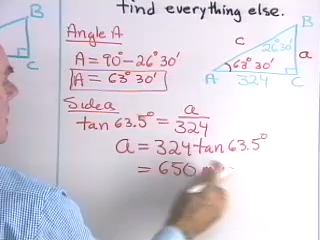 find everything else.
B
C
Angle A
A = 90° - 26°30'
A = 63°30'
B
26°30'
c
a
63°30'
A
324
C
Side a
tan 63.5° = a/324
a = 324 tan 63.5°
= 650